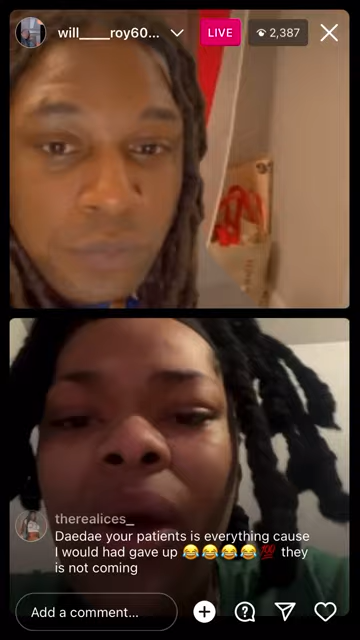 will____roy60...
LIVE
2,387
therealices_
Daedae your patients is everything cause
I would had gave up 😂😂😂😂💯 they
is not coming
Add a comment...